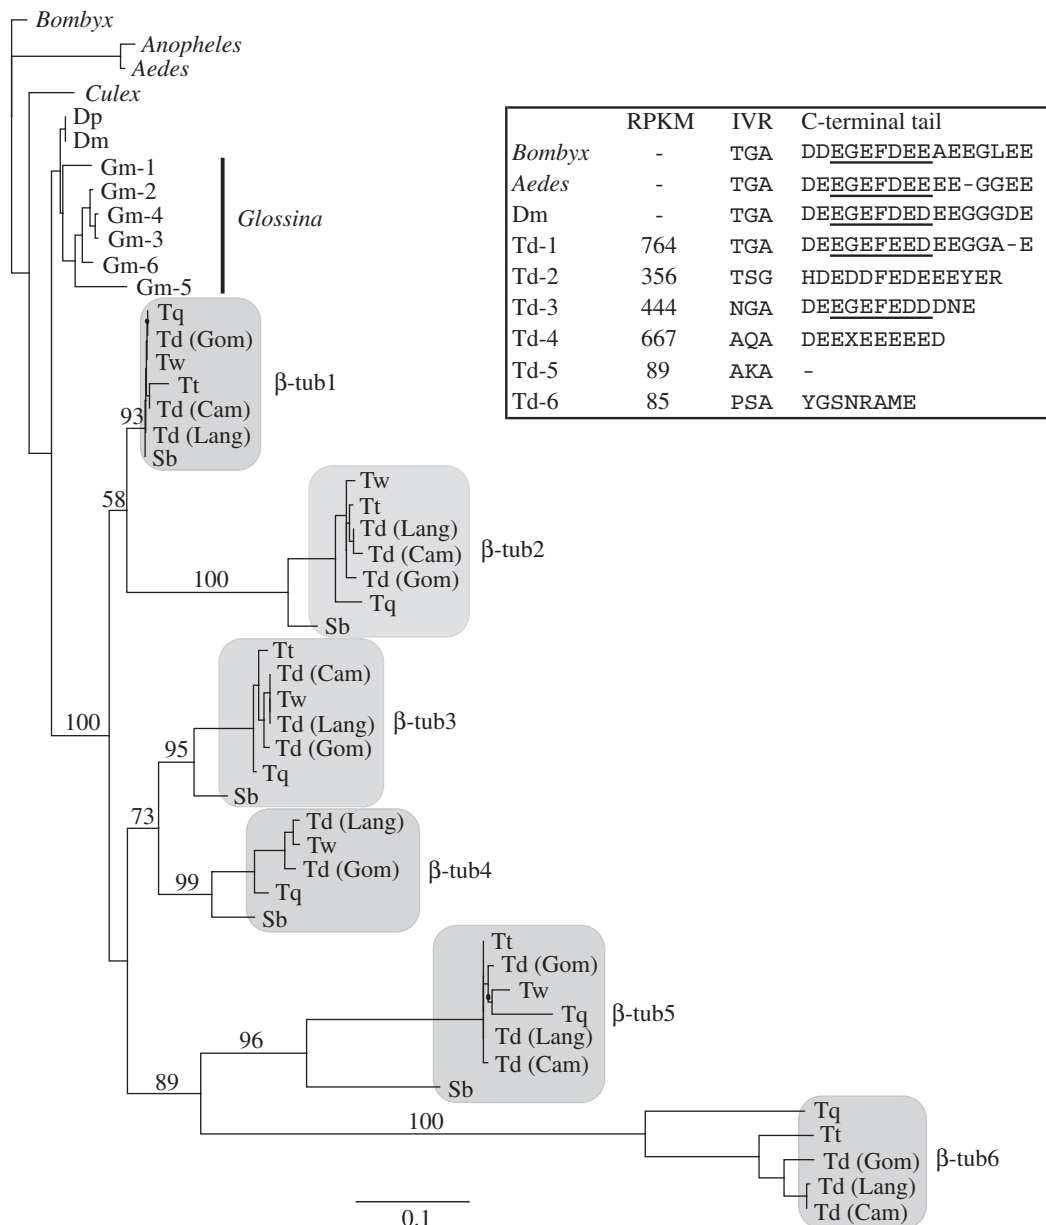 Bombyx
Anopheles
Aedes
Culex
Dp
Dm
Gm-1
Gm-2
Gm-4
Gm-3
Gm-6
Gm-5
Glossina
RPKM IVR C-terminal tail
Bombyx - TGA DDEGEFDEEAEEGLEE
Aedes - TGA DEEGEFDEEEE-GGEE
Dm - TGA DEEGEFDEDEEGGGDE
Td-1 764 TGA DEEGEFEEDEEGGA-E
Td-2 356 TSG HDEDDFEDEEEYER
Td-3 444 NGA DEEGEFEDDDNE
Td-4 667 AQA DEEXEEEEED
Td-5 89 AKA -
Td-6 85 PSA YGSNRAME
Tq
Td (Gom)
Tw
Tt
Td (Cam)
Td (Lang)
Sb
β-tub1
93
58
Tw
Tt
Td (Lang)
Td (Cam)
Td (Gom)
Tq
Sb
β-tub2
100
Tt
Td (Cam)
Tw
Td (Lang)
Td (Gom)
Tq
Sb
β-tub3
100
95
73
Td (Lang)
Tw
Td (Gom)
Tq
Sb
β-tub4
99
Tt
Td (Gom)
Tw
Tq
Td (Lang)
Td (Cam)
Sb
β-tub5
96
89
100
Tq
Tt
Td (Gom)
Td (Lang)
Td (Cam)
β-tub6
0.1